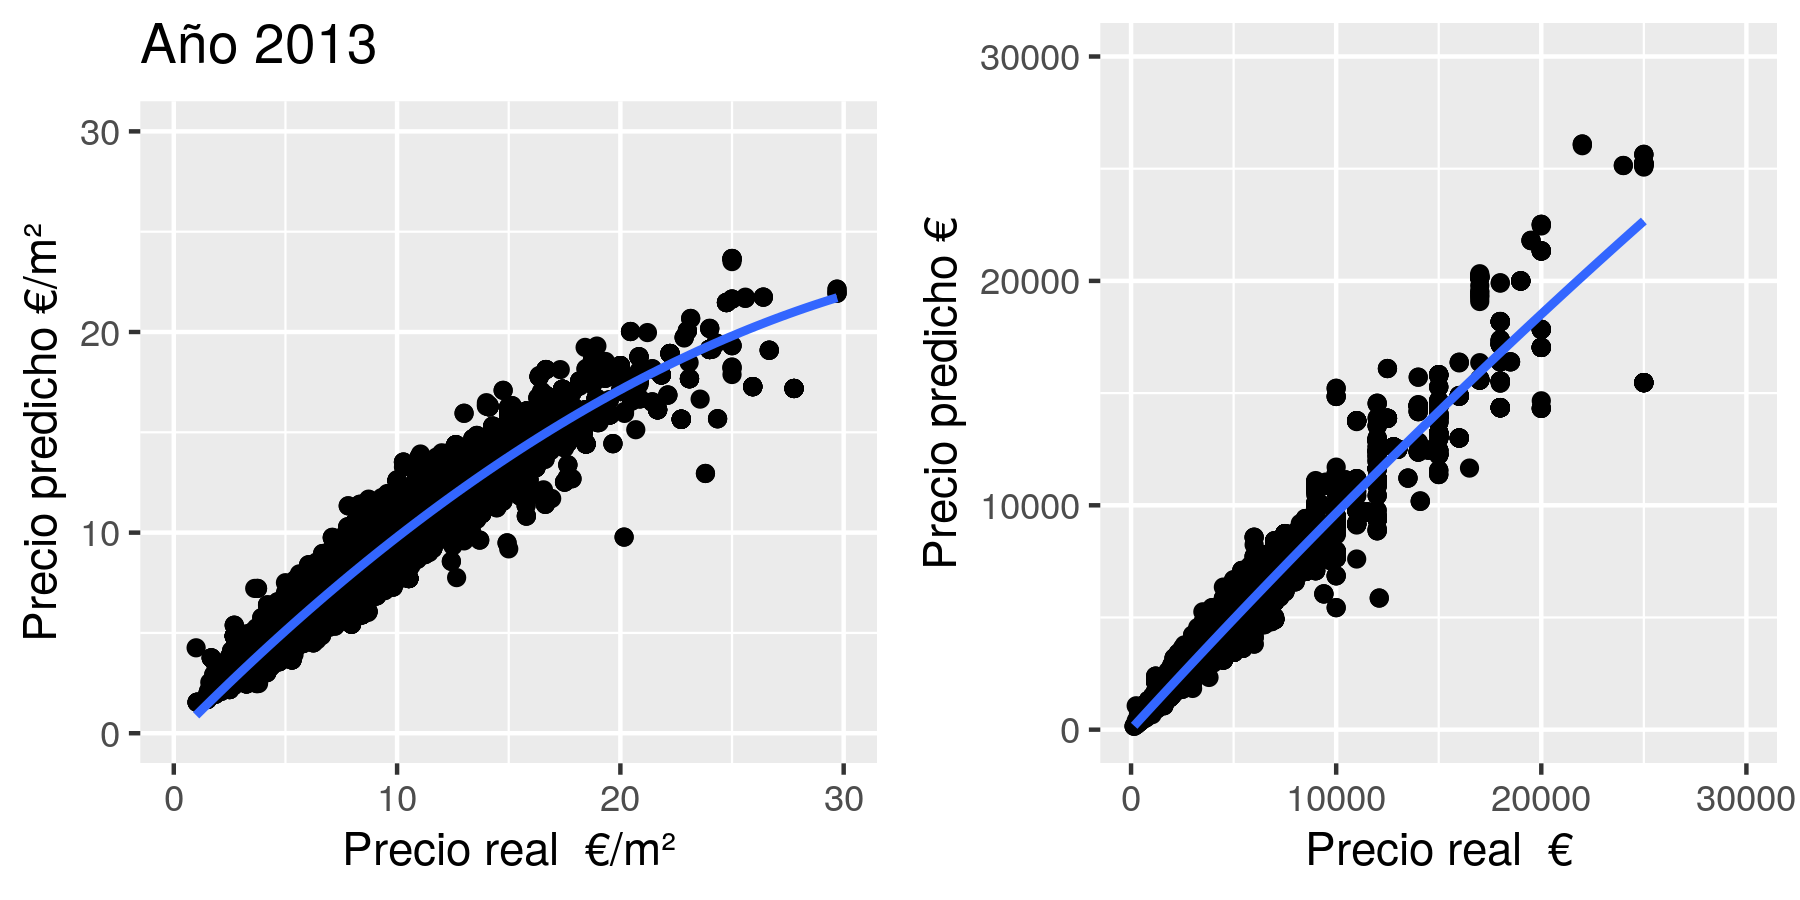 Año 2013
30
20
10
0
0 10 20 30
Precio real €/m²
Precio predicho €/m²
30000
20000
10000
0
0 10000 20000 30000
Precio real €
Precio predicho €